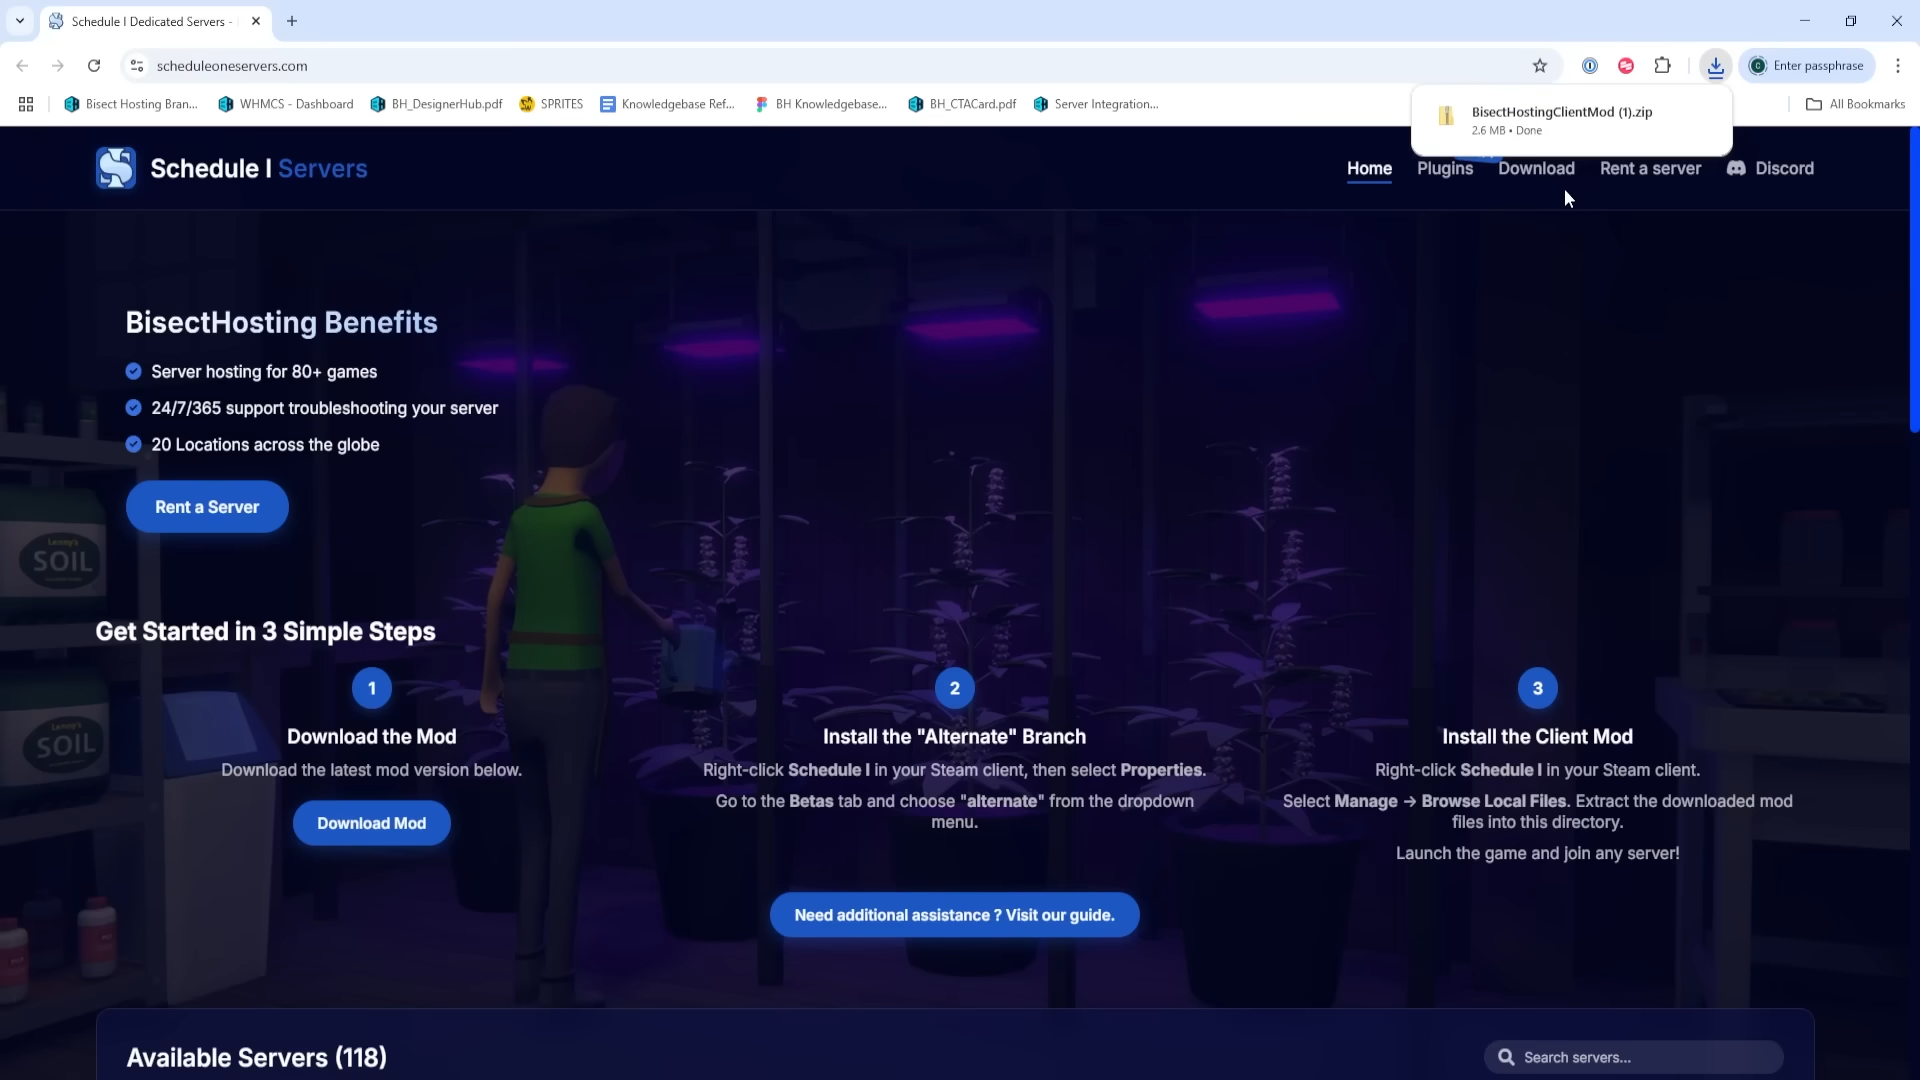 Schedule I Dedicated Servers -
scheduleoneservers.com
Enter passphrase
Bisect Hosting Bran...
WHMCS - Dashboard
BH_DesignerHub.pdf
SPRITES
Knowledgebase Ref...
BH Knowledgebase...
BH_CTACard.pdf
Server Integration...
All Bookmarks
BisectHostingClientMod (1).zip
2.6 MB • Done
Schedule I Servers
Home
Plugins
Download
Rent a server
Discord
BisectHosting Benefits
Server hosting for 80+ games
24/7/365 support troubleshooting your server
20 Locations across the globe
Rent a Server
Lenny's
SOIL
Lenny's
SOIL
Get Started in 3 Simple Steps
1
Download the Mod
Download the latest mod version below.
Download Mod
2
Install the "Alternate" Branch
Right-click Schedule I in your Steam client, then select Properties.
Go to the Betas tab and choose "alternate" from the dropdown
menu.
3
Install the Client Mod
Right-click Schedule I in your Steam client.
Select Manage → Browse Local Files. Extract the downloaded mod
files into this directory.
Launch the game and join any server!
Need additional assistance ? Visit our guide.
Available Servers (118)
Search servers...